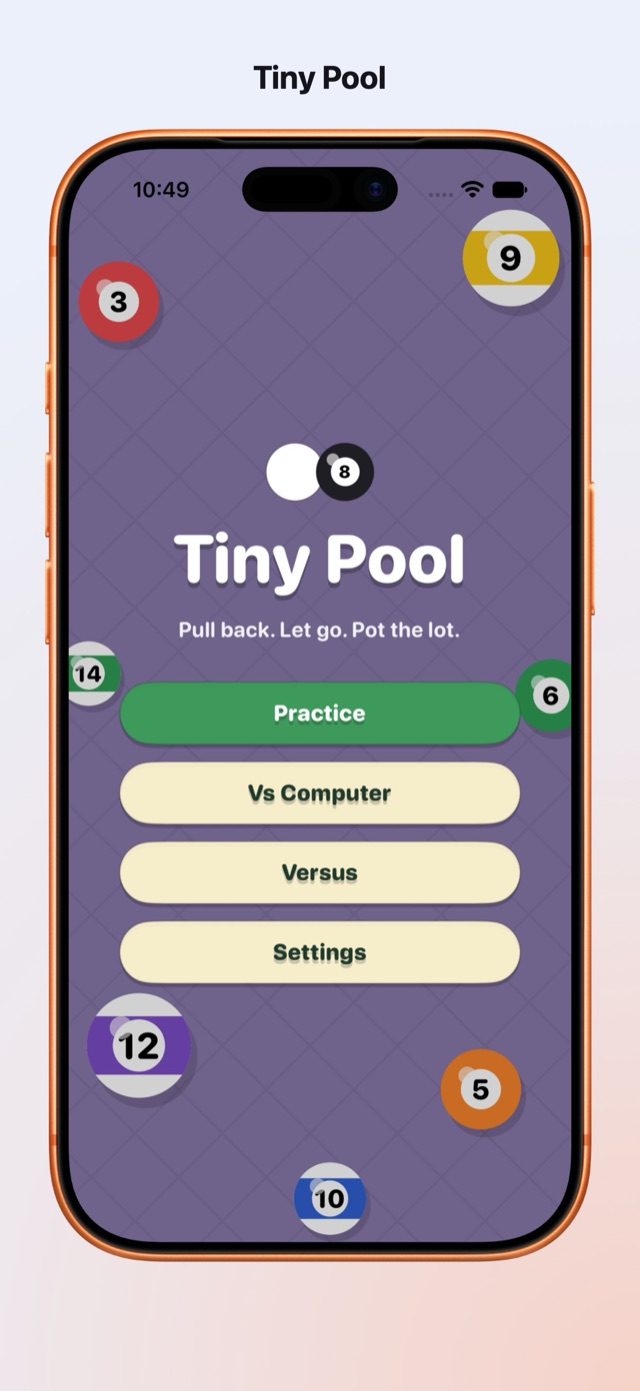 Tiny Pool
10:49
9
3
8
Tiny Pool
Pull back. Let go. Pot the lot.
14
6
Practice
Vs Computer
Versus
Settings
12
5
10